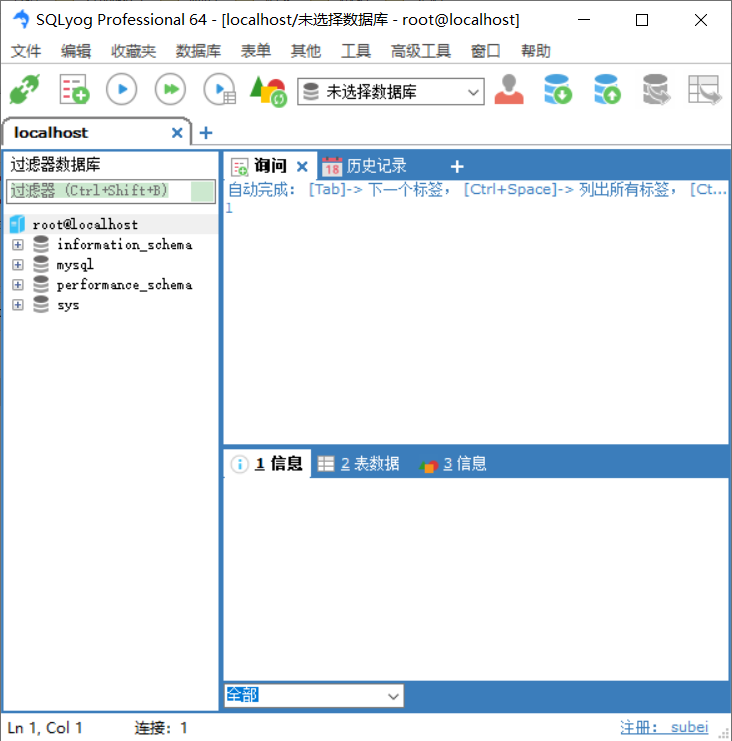 SQLyog Professional 64 - [localhost/未选择数据库 - root@localhost]
文件 编辑 收藏夹 数据库 表单 其他 工具 高级工具 窗口 帮助
未选择数据库
localhost
过滤器数据库
过滤器 (Ctrl+Shift+B)
root@localhost
information_schema
mysql
performance_schema
sys
询问 18 历史记录
自动完成： [Tab]-> 下一个标签， [Ctrl+Space]-> 列出所有标签， [Ct...
1
1 信息 2 表数据 3 信息
全部
Ln 1, Col 1 连接：1 注册： subei